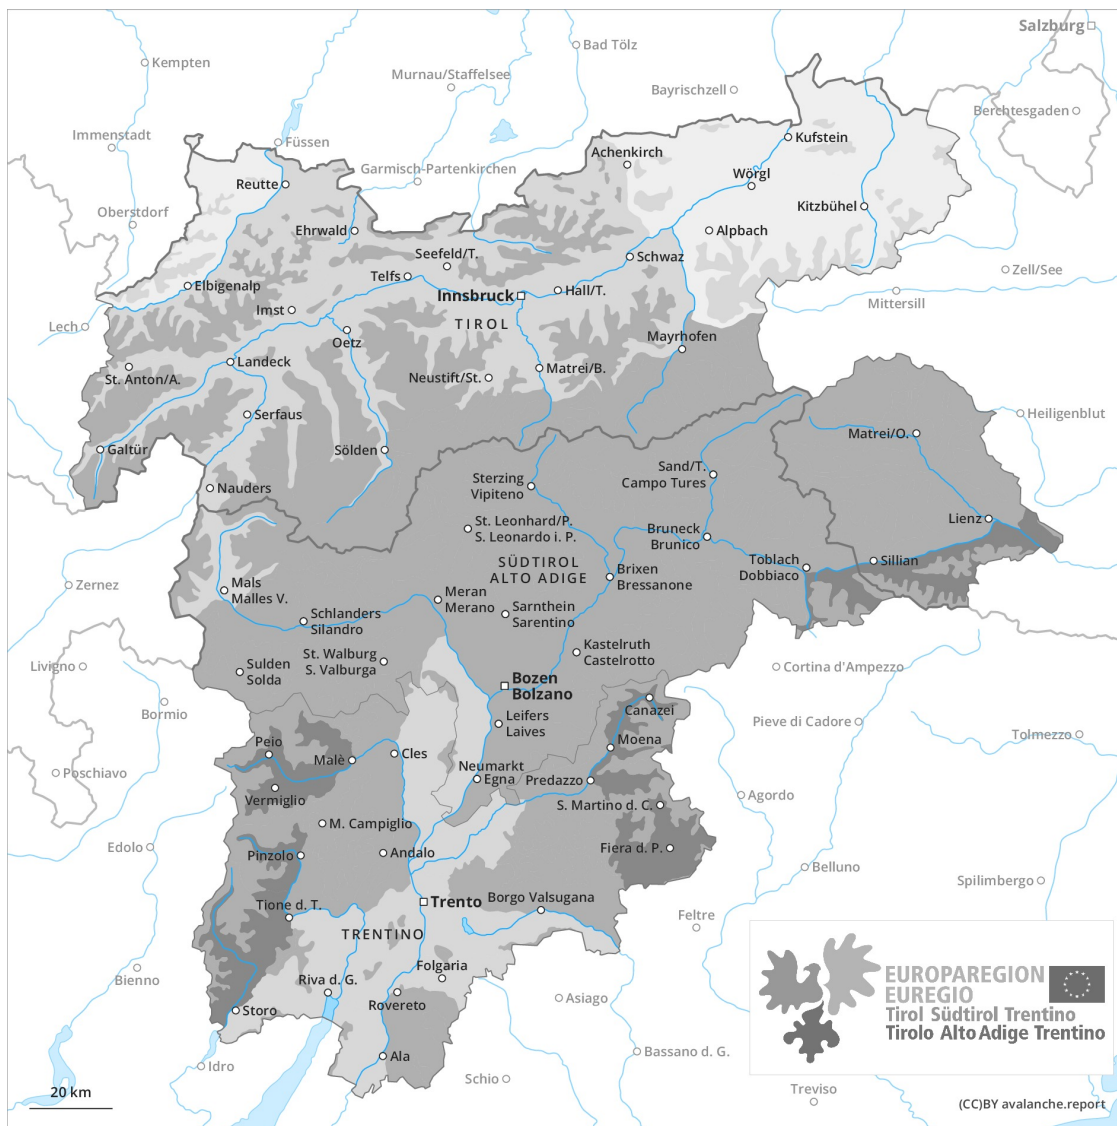 Salzburg
Bad Tölz
Kempten
Murnau/Staffelsee
Bayrischzell
Berchtesgaden
Immenstadt
Füssen
Kufstein
Achenkirch
Garmisch-Partenkirchen
Wörgl
Reutte
Kitzbühel
Oberstdorf
Ehrwald
Alpbach
Seefeld/T.
Schwaz
Zell/See
Telfs
Elbigenalp
Hall/T.
Innsbruck
Mittersill
Imst
TIROL
Lech
Oetz
Mayrhofen
Landeck
Matrei/B.
St. Anton/A.
Neustift/St.
Serfaus
Heiligenblut
Matrei/O.
Galtür
Sölden
Sand/T.
Campo Tures
Sterzing
Vipiteno
Nauders
Lienz
St. Leonhard/P.
S. Leonardo i. P.
Bruneck
Brunico
SÜDTIROL
ALTO ADIGE
Toblach
Dobbiaco
Sillian
Brixen
Bressanone
Zernez
Mals
Malles V.
Meran
Merano
Schlanders
Silandro
Sarnthein
Sarentino
Kastelruth
Castelrotto
St. Walburg
S. Valburga
Livigno
Sulden
Solda
Cortina d'Ampezzo
Bozen
Bolzano
Canazei
Bormio
Leifers
Laives
Pieve di Cadore
Tolmezzo
Peio
Moena
Malè
Cles
Neumarkt
Egna
Poschiavo
Predazzo
Vermiglio
Agordo
S. Martino d. C.
M. Campiglio
Edolo
Fiera d. P.
Pinzolo
Andalo
Belluno
Spilimbergo
Borgo Valsugana
Trento
Tione d. T.
Feltre
TRENTINO
Bienno
Folgaria
Riva d. G.
EUROPAREGION
EUREGIO
Tirol Südtirol Trentino
Tirolo Alto Adige Trentino
Asiago
Rovereto
Storo
Ala
Bassano d. G.
Idro
Schio
Treviso
20 km
(CC)BY avalanche.report